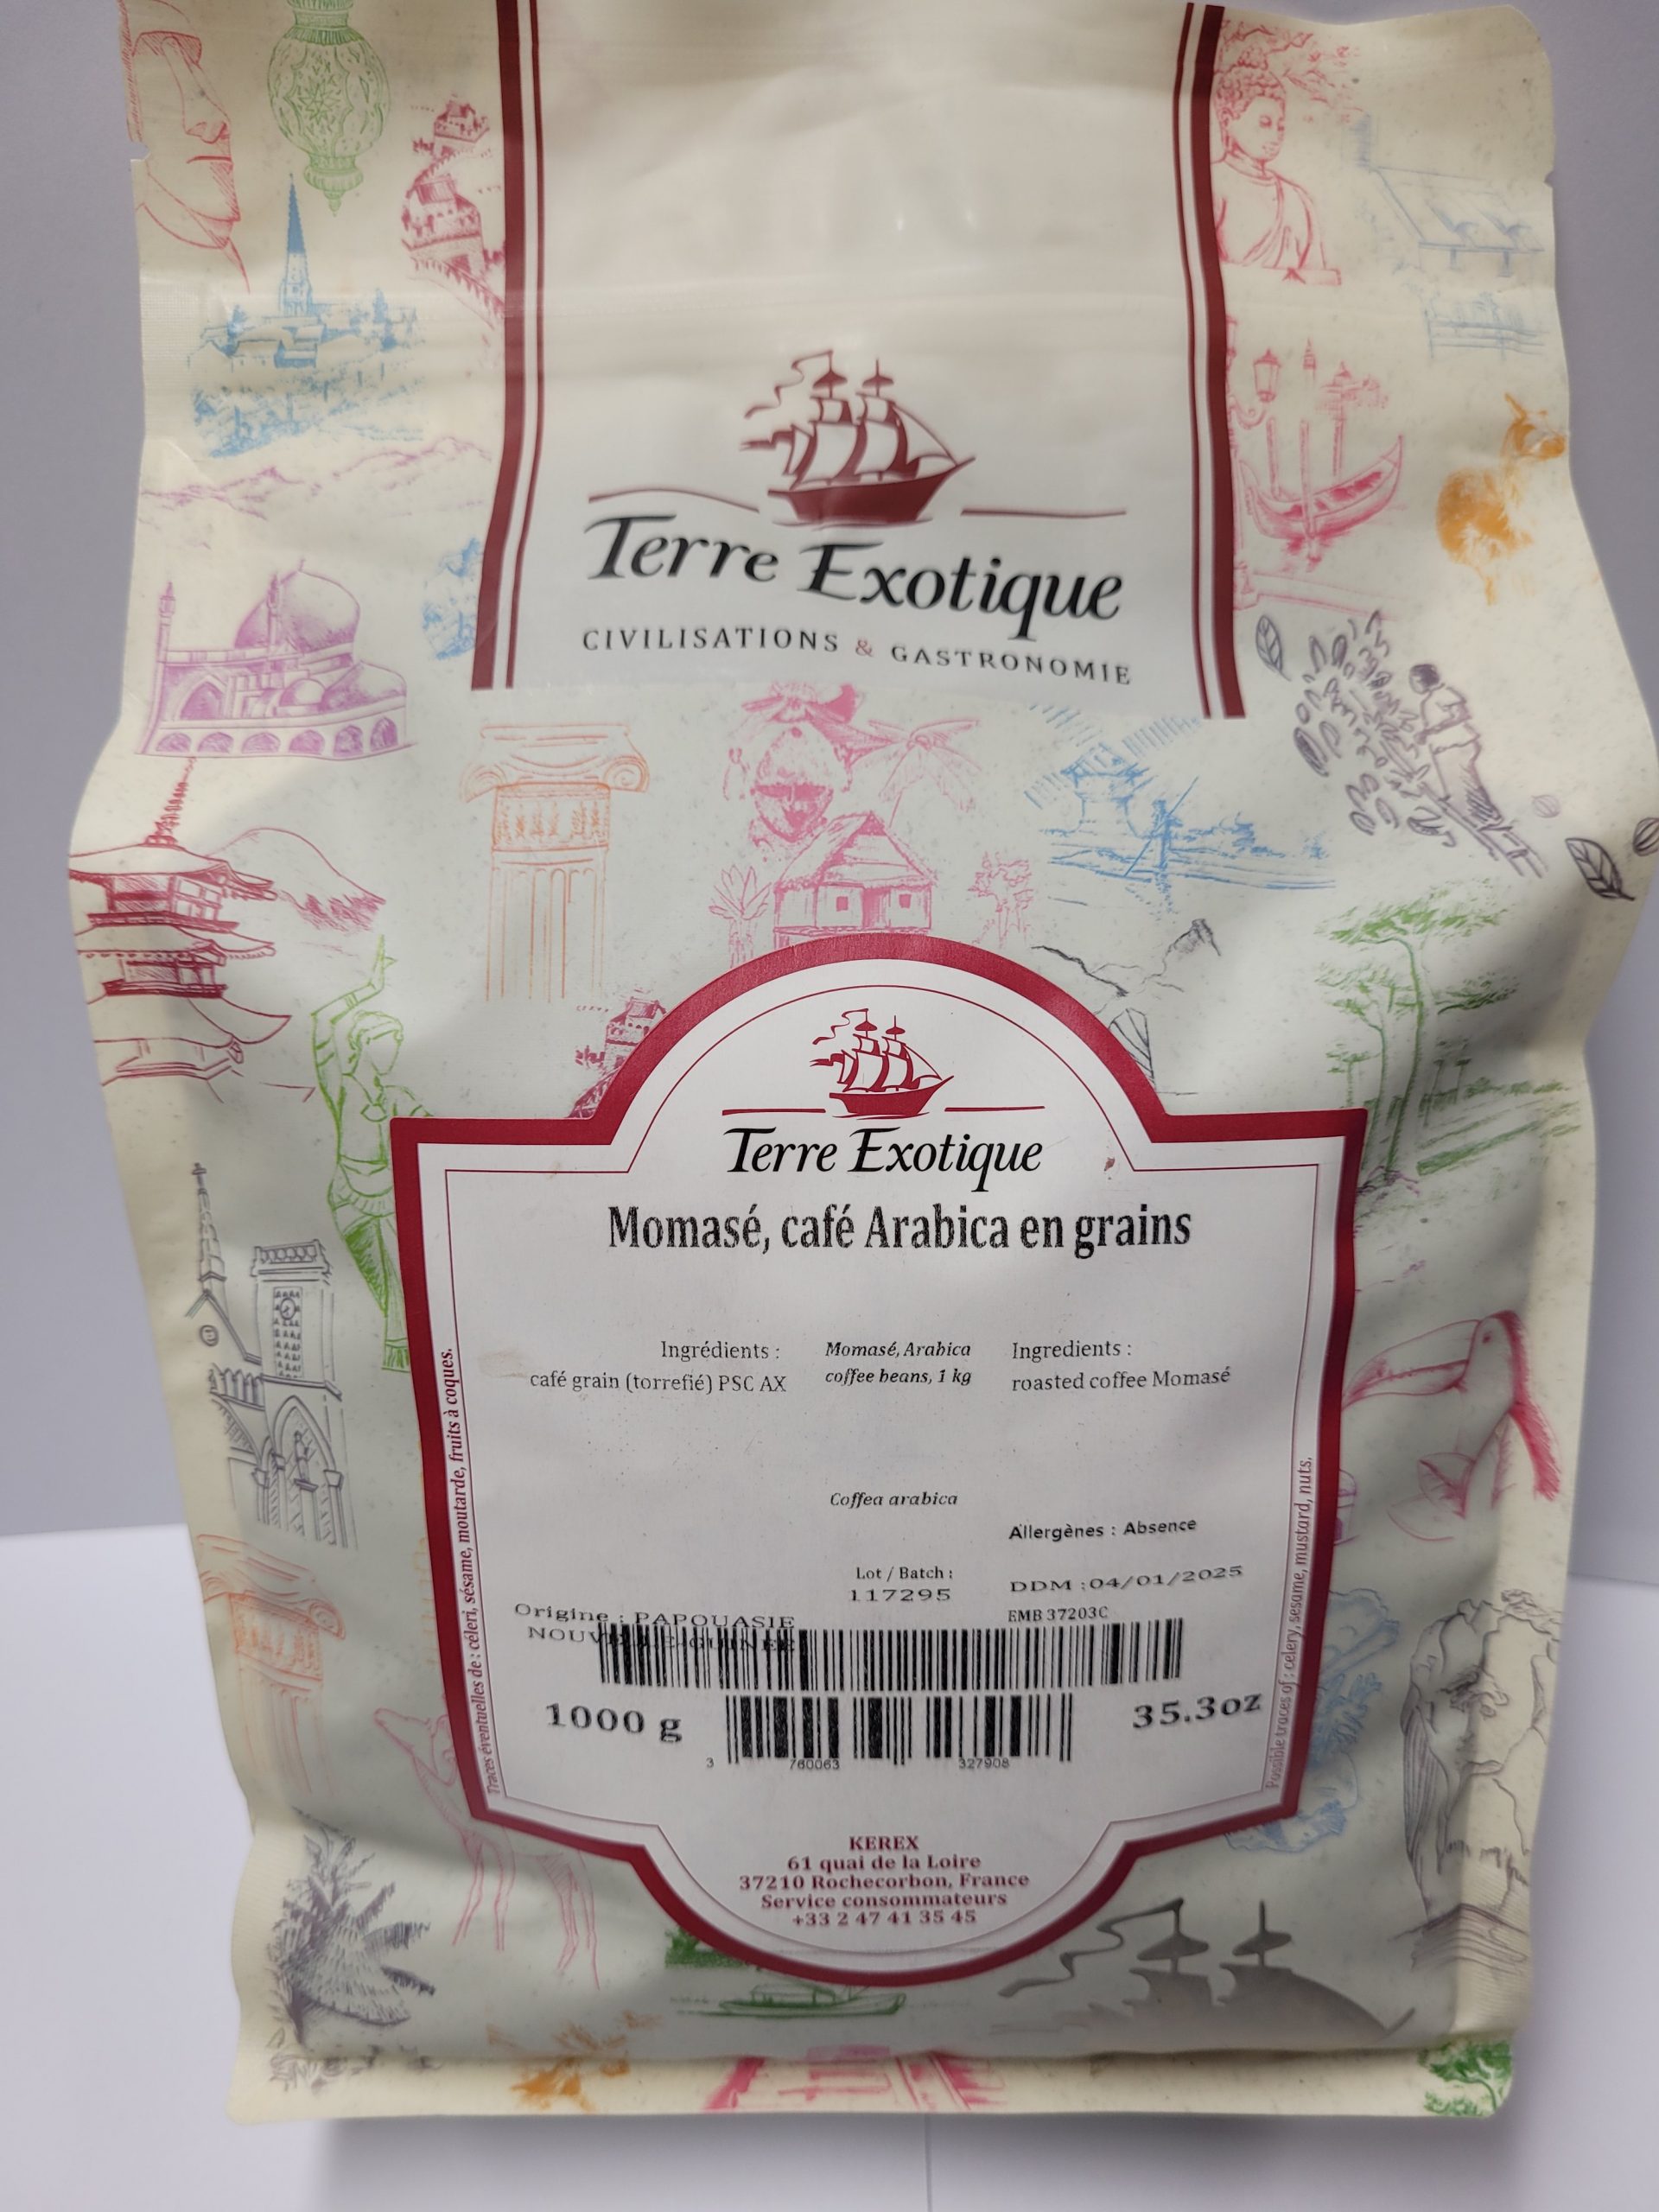 Terre Exotique
CIVILISATIONS & GASTRONOMIE
Terre Exotique
Momasé, café Arabica en grains
Ingrédients :
café grain (torrefié) PSC AX
Momasé, Arabica
coffee beans, 1 kg
Ingredients :
roasted coffee Momasé
Coffea arabica
Allergènes : Absence
Lot / Batch :
117295
DDM :04/01/2025
EMB 37203C
Origine : PAPOUASIE
NOUVELLE-GUINEE
1000 g
35.3oz
3 760063 327908
Traces éventuelles de : céleri, sésame, moutarde, fruits à coques.
Possible traces of : celery, sesame, mustard, nuts.
KEREX
61 quai de la Loire
37210 Rochecorbon, France
Service consommateurs
+33 2 47 41 35 45